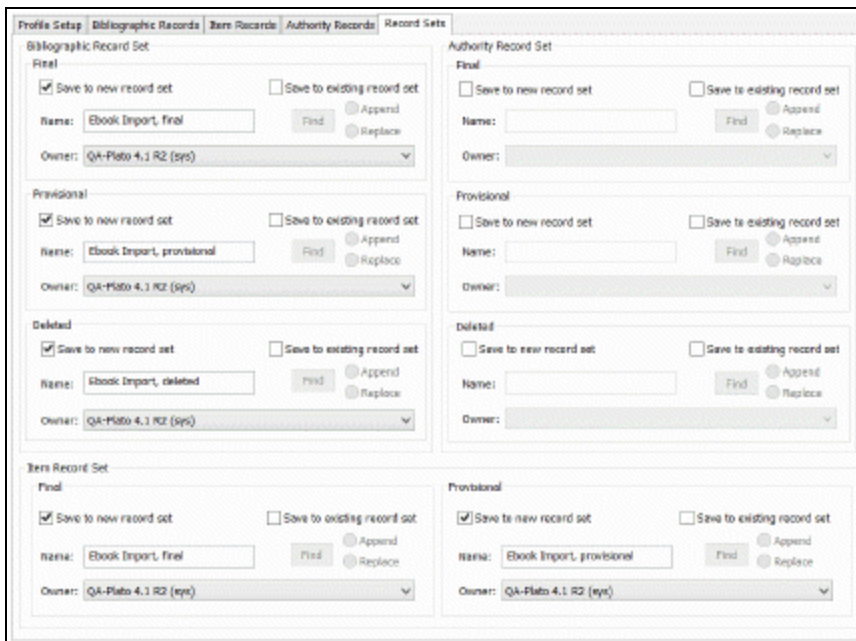 Profile Setup Bibliographic Records Item Records Authority Records Record Sets
Bibliographic Record Set
Final
Save to new record set Save to existing record set
Name: Ebook Import, final Find Append
Replace
Owner: QA-Plato 4.1 R2 (sys)
Provisional
Save to new record set Save to existing record set
Name: Ebook Import, provisional Find Append
Replace
Owner: QA-Plato 4.1 R2 (sys)
Deleted
Save to new record set Save to existing record set
Name: Ebook Import, deleted Find Append
Replace
Owner: QA-Plato 4.1 R2 (sys)
Authority Record Set
Final
Save to new record set Save to existing record set
Name: Find Append
Replace
Owner:
Provisional
Save to new record set Save to existing record set
Name: Find Append
Replace
Owner:
Deleted
Save to new record set Save to existing record set
Name: Find Append
Replace
Owner:
Item Record Set
Final
Save to new record set Save to existing record set
Name: Ebook Import, final Find Append
Replace
Owner: QA-Plato 4.1 R2 (sys)
Provisional
Save to new record set Save to existing record set
Name: Ebook Import, provisional Find Append
Replace
Owner: QA-Plato 4.1 R2 (sys)